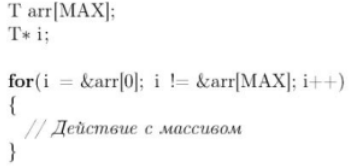 T arr[MAX];
T* i;
for(i = &arr[0]; i != &arr[MAX]; i++)
{
// Действие с массивом
}